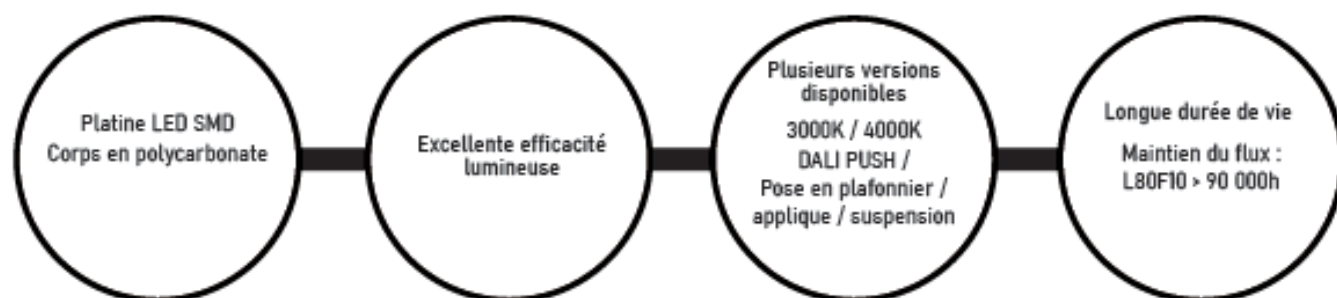 Platine LED SMD
Corps en polycarbonate
Excellente efficacité
lumineuse
Plusieurs versions
disponibles
3000K / 4000K
DALI PUSH /
Pose en plafonnier /
applique / suspension
Longue durée de vie
Maintien du flux :
L80F10 > 90 000h